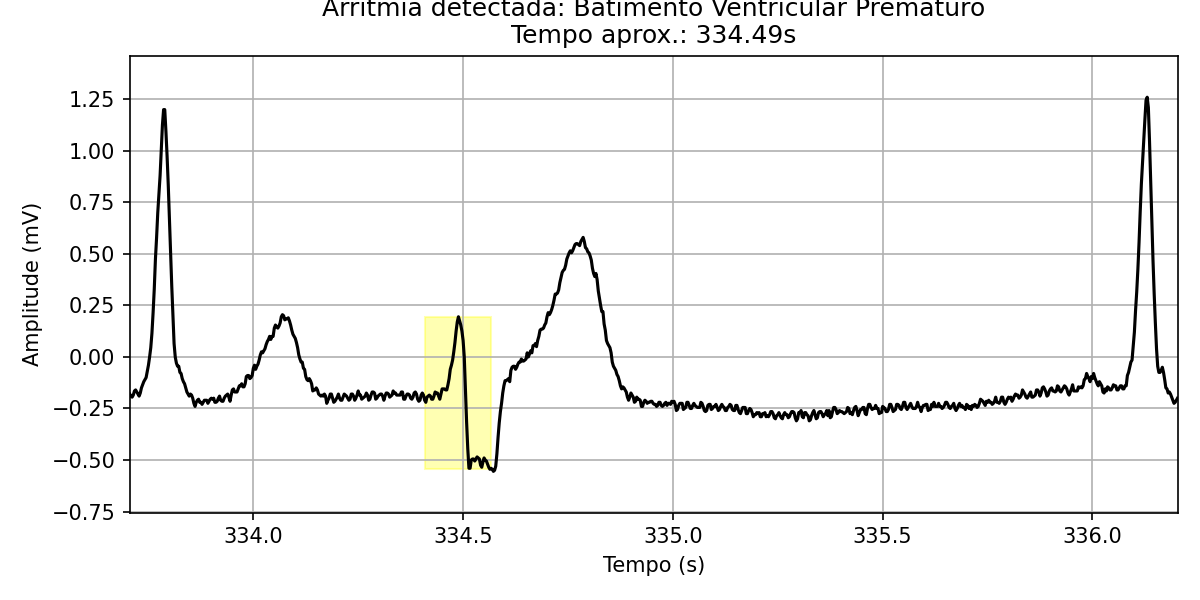 Arritmia detectada: Batimento Ventricular Prematuro
Tempo aprox.: 334.49s
1.25
1.00
0.75
0.50
0.25
0.00
−0.25
−0.50
−0.75
Amplitude (mV)
334.0 334.5 335.0 335.5 336.0
Tempo (s)